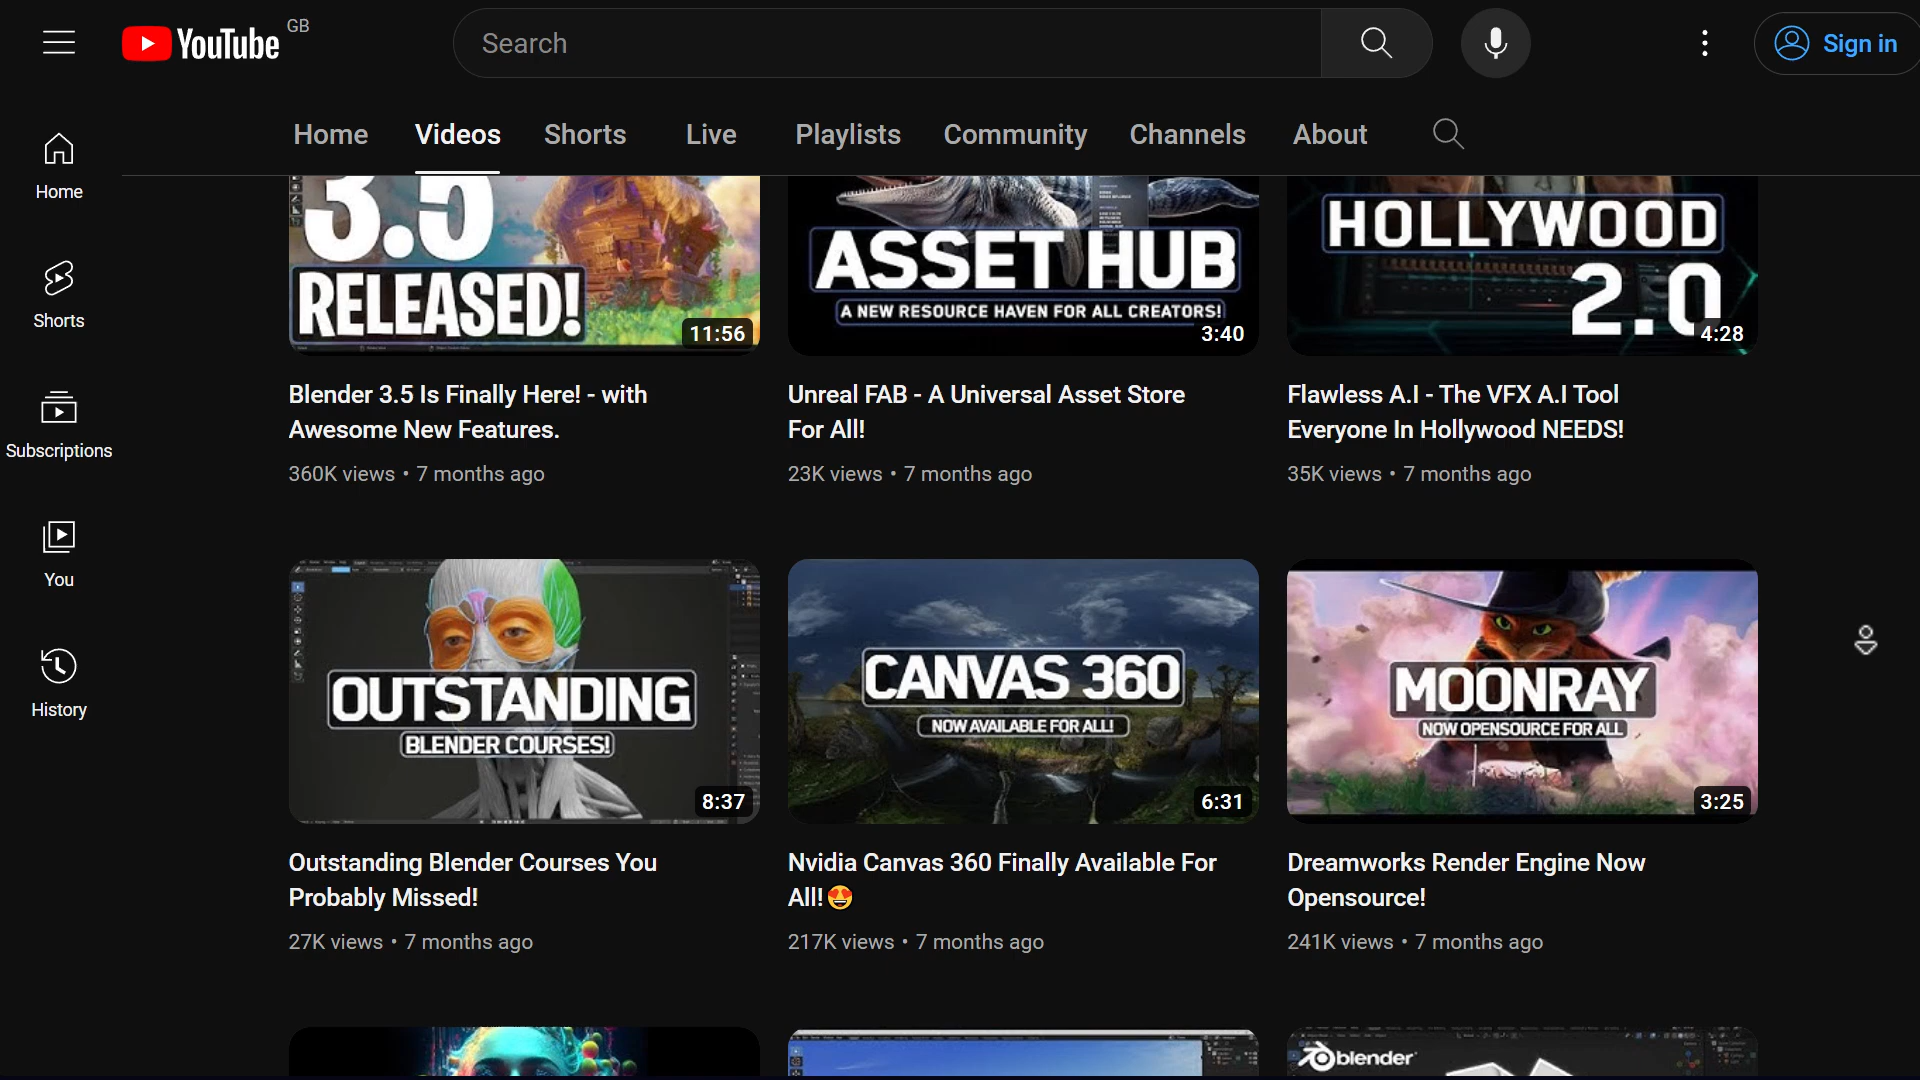 YouTube GB
Search
Sign in
Home
Videos
Shorts
Live
Playlists
Community
Channels
About
Home
Shorts
Subscriptions
You
History
3.5
RELEASED!
11:56
Blender 3.5 Is Finally Here! - with
Awesome New Features.
360K views • 7 months ago
ASSET HUB
A NEW RESOURCE HAVEN FOR ALL CREATORS!
3:40
Unreal FAB - A Universal Asset Store
For All!
23K views • 7 months ago
HOLLYWOOD
2.0
4:28
Flawless A.I - The VFX A.I Tool
Everyone In Hollywood NEEDS!
35K views • 7 months ago
OUTSTANDING
BLENDER COURSES!
8:37
Outstanding Blender Courses You
Probably Missed!
27K views • 7 months ago
CANVAS 360
NOW AVAILABLE FOR ALL!
6:31
Nvidia Canvas 360 Finally Available For
All!😍
217K views • 7 months ago
MOONRAY
NOW OPENSOURCE FOR ALL
3:25
Dreamworks Render Engine Now
Opensource!
241K views • 7 months ago
blender